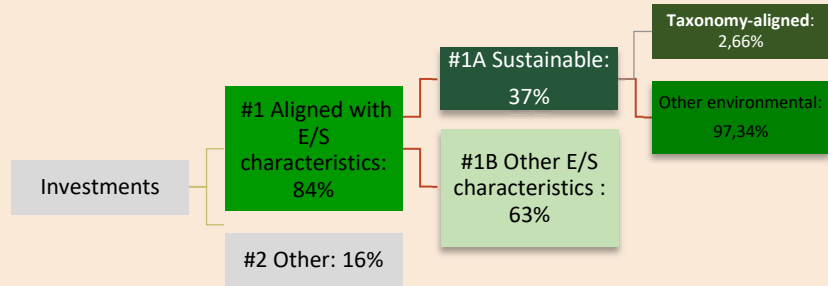 Investments
#1 Aligned with
E/S
characteristics:
84%
#2 Other: 16%
#1A Sustainable:
37%
#1B Other E/S
characteristics :
63%
Taxonomy-aligned:
2,66%
Other environmental:
97,34%